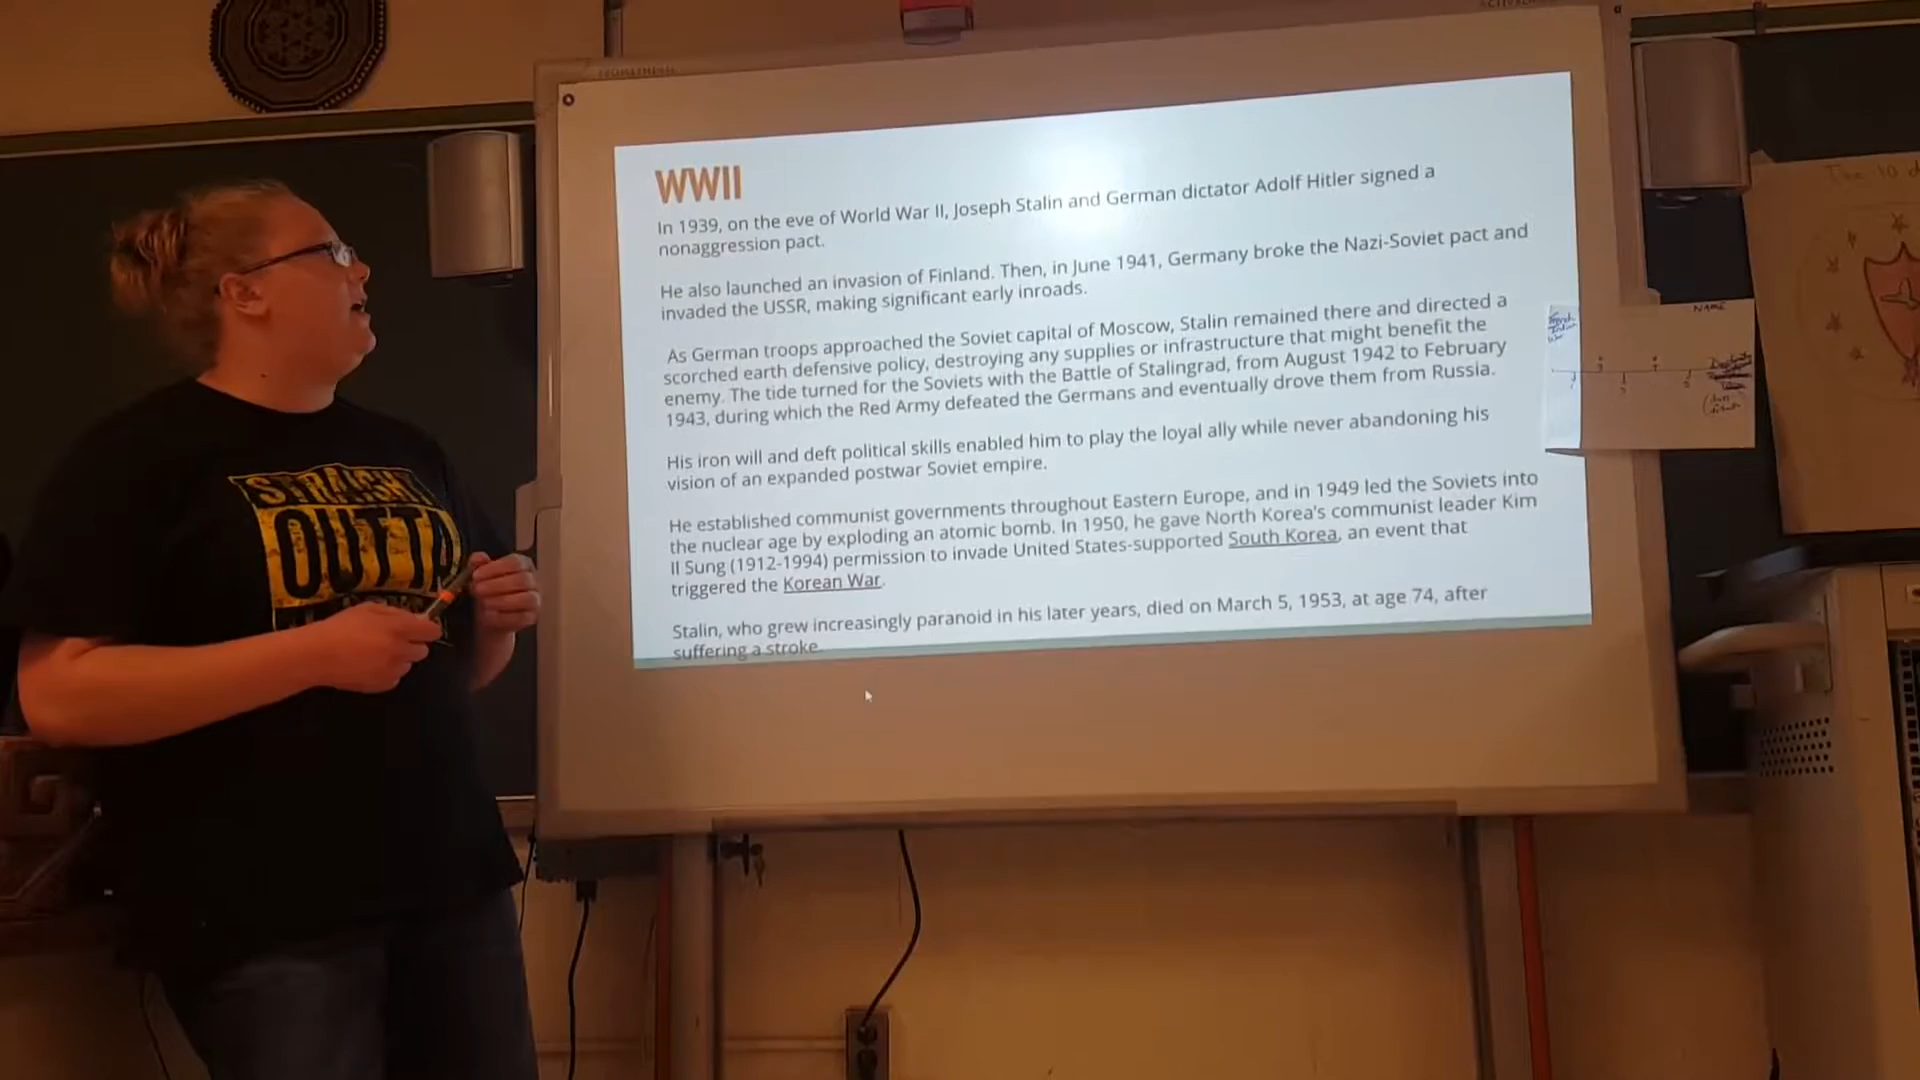 WWII
In 1939, on the eve of World War II, Joseph Stalin and German dictator Adolf Hitler signed a
nonaggression pact.
He also launched an invasion of Finland. Then, in June 1941, Germany broke the Nazi-Soviet pact and
invaded the USSR, making significant early inroads.
As German troops approached the Soviet capital of Moscow, Stalin remained there and directed a
scorched earth defensive policy, destroying any supplies or infrastructure that might benefit the
enemy. The tide turned for the Soviets with the Battle of Stalingrad, from August 1942 to February
1943, during which the Red Army defeated the Germans and eventually drove them from Russia.
His iron will and deft political skills enabled him to play the loyal ally while never abandoning his
vision of an expanded postwar Soviet empire.
He established communist governments throughout Eastern Europe, and in 1949 led the Soviets into
the nuclear age by exploding an atomic bomb. In 1950, he gave North Korea's communist leader Kim
Il Sung (1912-1994) permission to invade United States-supported South Korea, an event that
triggered the Korean War.
Stalin, who grew increasingly paranoid in his later years, died on March 5, 1953, at age 74, after
suffering a stroke.
STRAIGHT
OUTTA
NAME
The 10